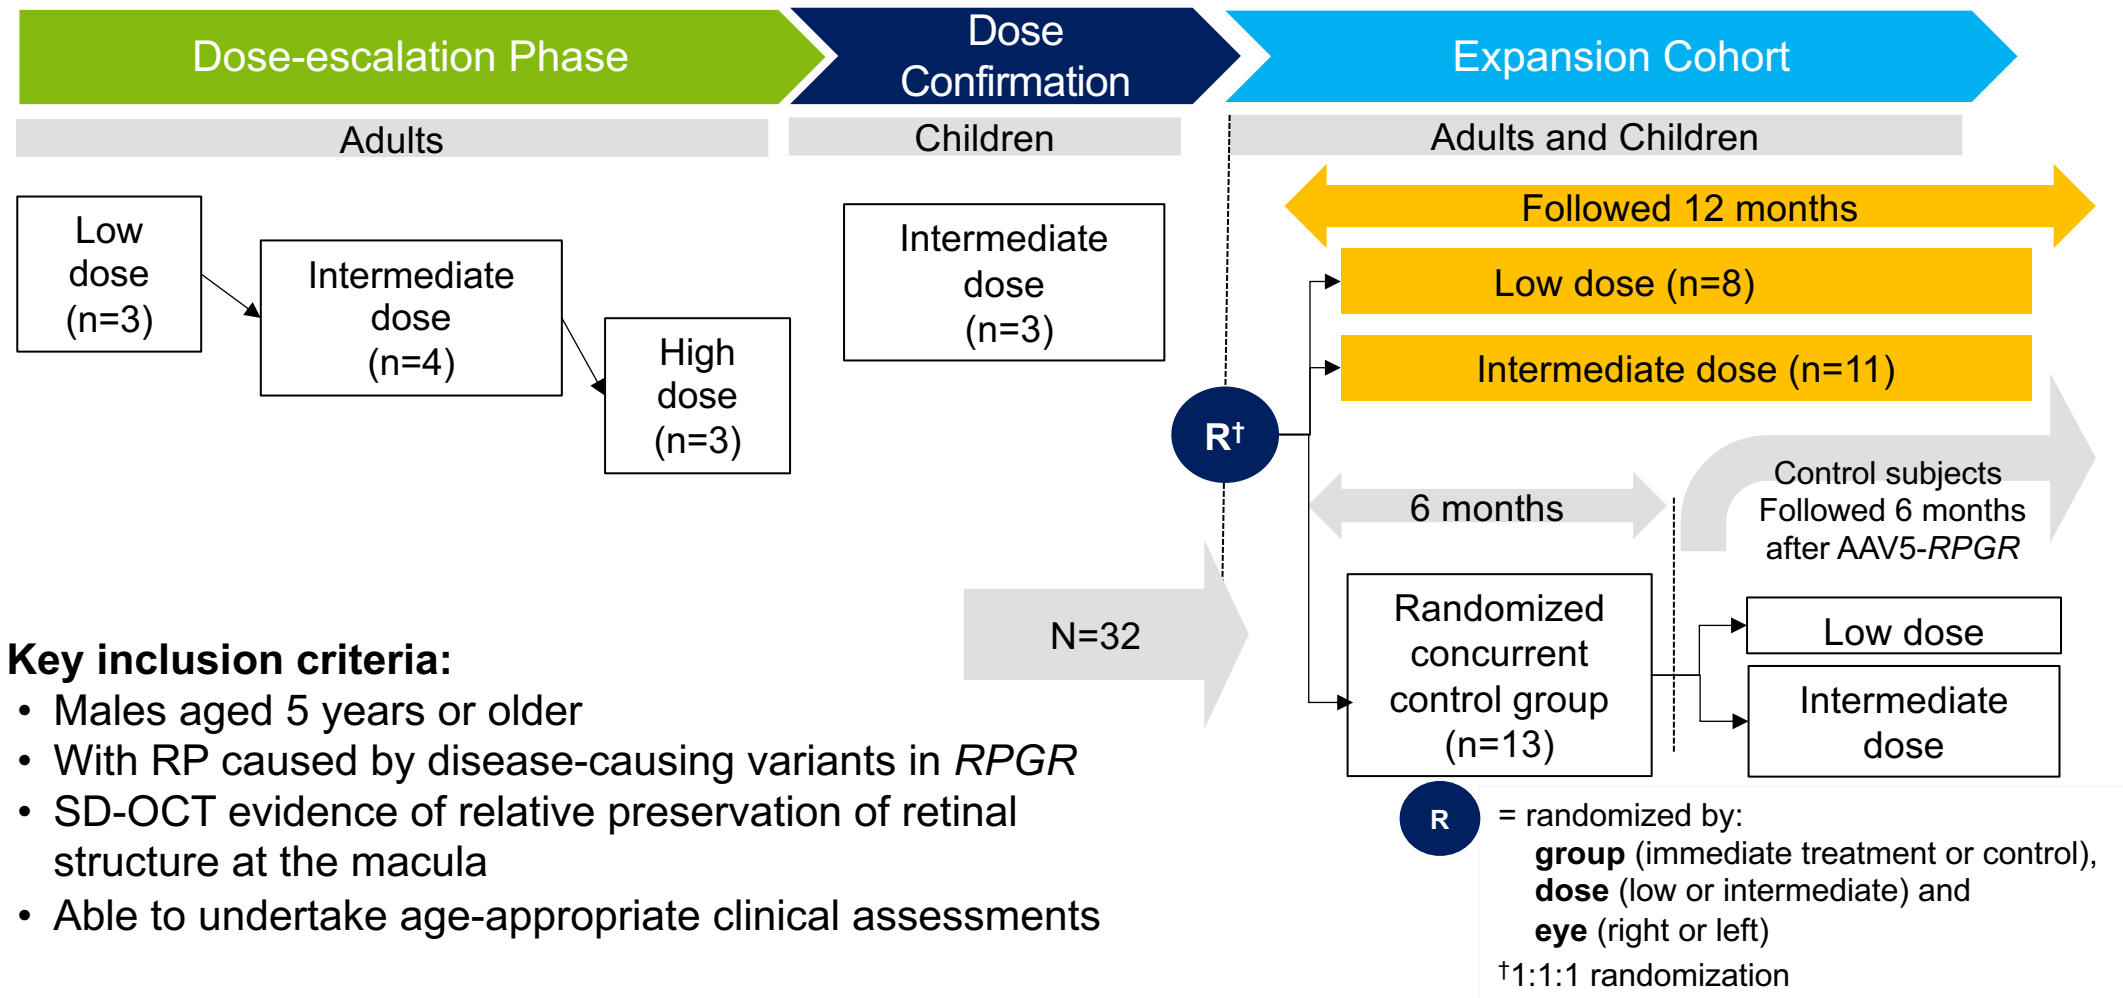 Dose-escalation Phase
Dose
Confirmation
Expansion Cohort
Adults
Children
Adults and Children
Low
dose
(n=3)
Intermediate
dose
(n=4)
High
dose
(n=3)
Intermediate
dose
(n=3)
Followed 12 months
Low dose (n=8)
Intermediate dose (n=11)
R†
6 months
Control subjects
Followed 6 months
after AAV5-RPGR
N=32
Randomized
concurrent
control group
(n=13)
Low dose
Intermediate
dose
Key inclusion criteria:
• Males aged 5 years or older
• With RP caused by disease-causing variants in RPGR
• SD-OCT evidence of relative preservation of retinal
structure at the macula
• Able to undertake age-appropriate clinical assessments
R
= randomized by:
group (immediate treatment or control),
dose (low or intermediate) and
eye (right or left)
†1:1:1 randomization